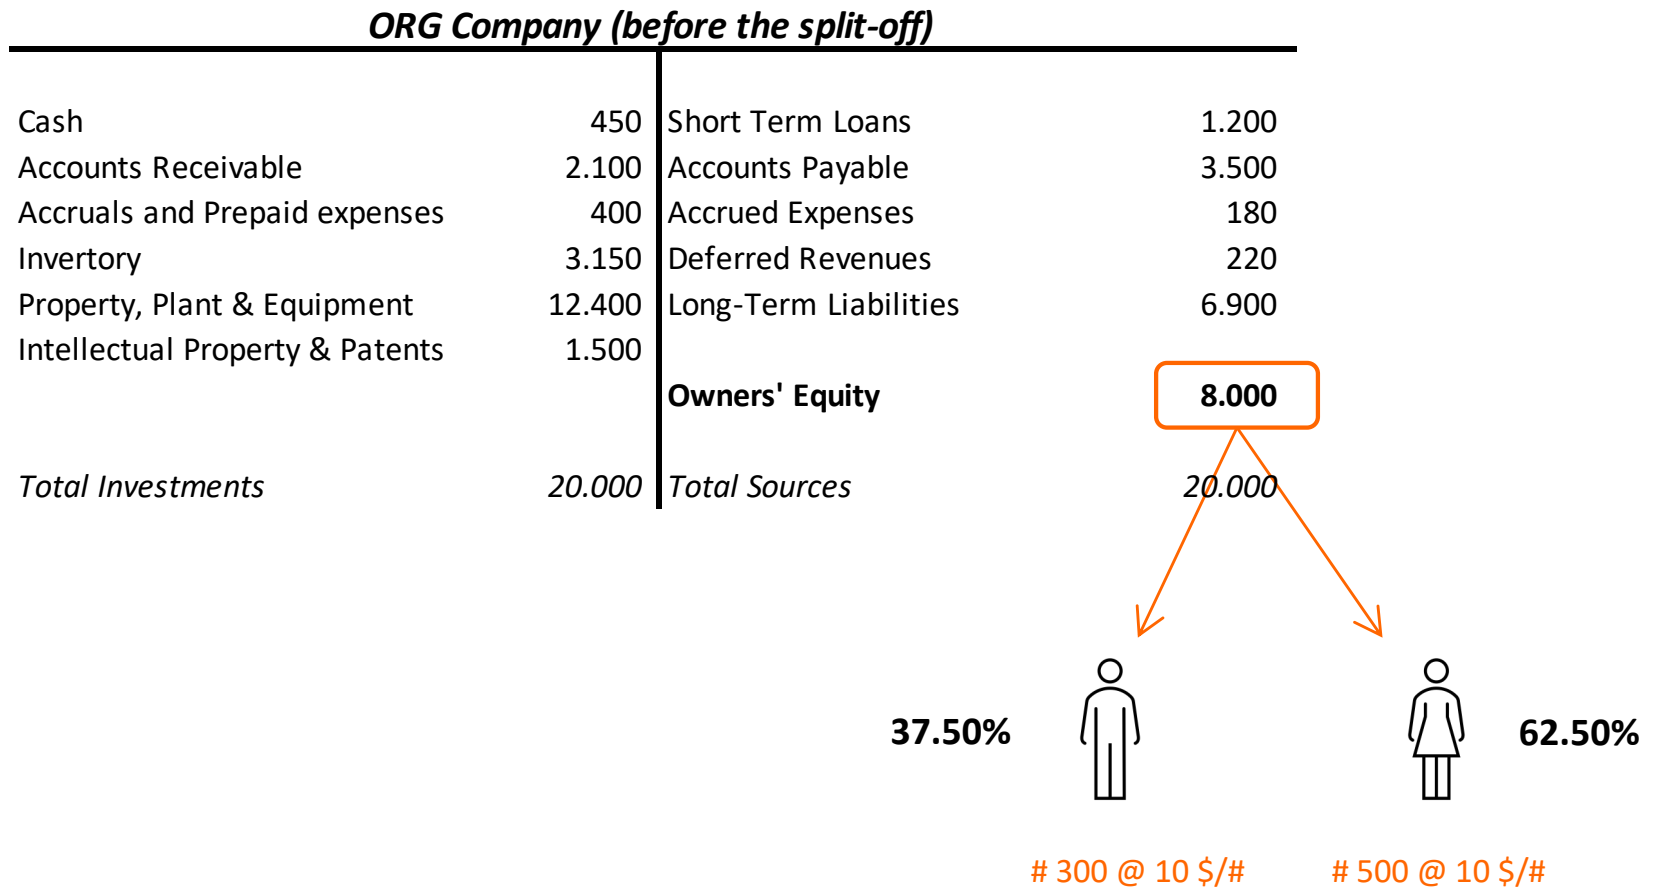 ORG Company (before the split-off)
Cash 450 Short Term Loans 1.200
Accounts Receivable 2.100 Accounts Payable 3.500
Accruals and Prepaid expenses 400 Accrued Expenses 180
Invertory 3.150 Deferred Revenues 220
Property, Plant & Equipment 12.400 Long-Term Liabilities 6.900
Intellectual Property & Patents 1.500
Owners' Equity 8.000
Total Investments 20.000 Total Sources 20.000
37.50% 62.50%
# 300 @ 10 $/# # 500 @ 10 $/#